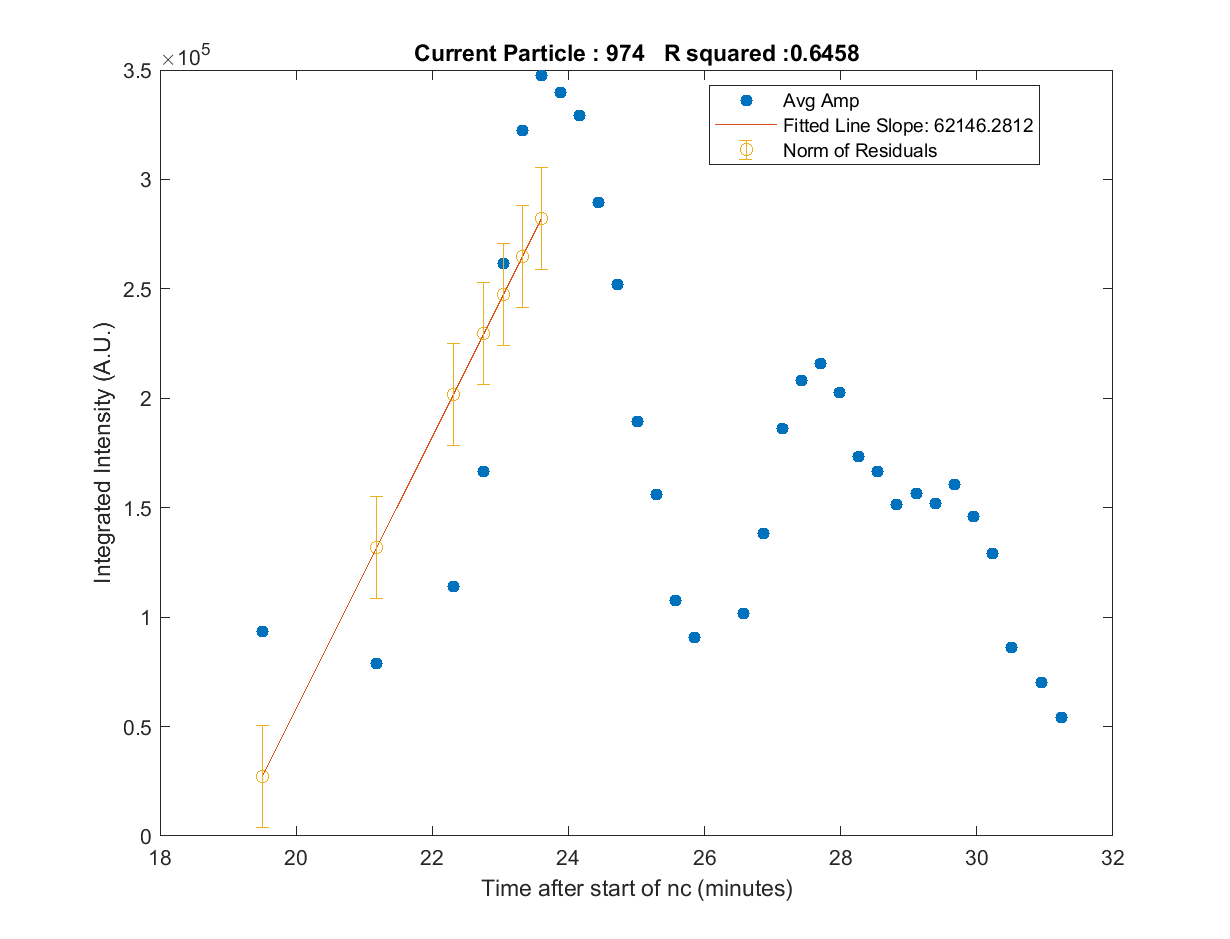 Current Particle : 974 R squared :0.6458
×10^5
3.5
3
2.5
2
1.5
1
0.5
0
18 20 22 24 26 28 30 32
Time after start of nc (minutes)
Integrated Intensity (A.U.)
Avg Amp
Fitted Line Slope: 62146.2812
Norm of Residuals